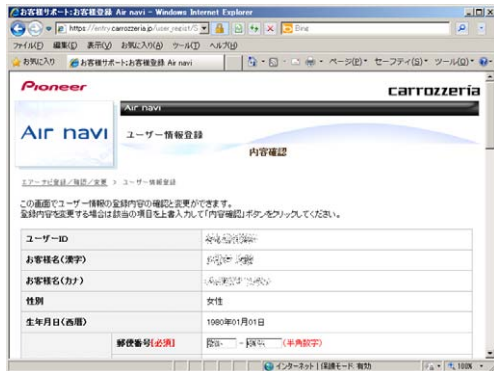 お客様サポート:お客様登録 Air navi - Windows Internet Explorer
https://entry.carrozzeria.jp/user_regist/S
Bing
ファイル(F) 編集(E) 表示(V) お気に入り(A) ツール(T) ヘルプ(H)
お気に入り お客様サポート:お客様登録 Air navi ページ(P) セーフティ(S) ツール(O)
Pioneer carrozzeria
Air navi
Air navi ユーザー情報登録
内容確認
エアーナビ登録/確認/変更 > ユーザー情報登録
この画面でユーザー情報の登録内容の確認と変更ができます。
登録内容を変更する場合は該当の項目を上書入力して「内容確認」ボタンをクリックしてください。
ユーザーID
お客様名(漢字)
お客様名(カナ)
性別 女性
生年月日(西暦) 1980年01月01日
郵便番号[必須] - (半角数字)
インターネット | 保護モード: 有効 100%